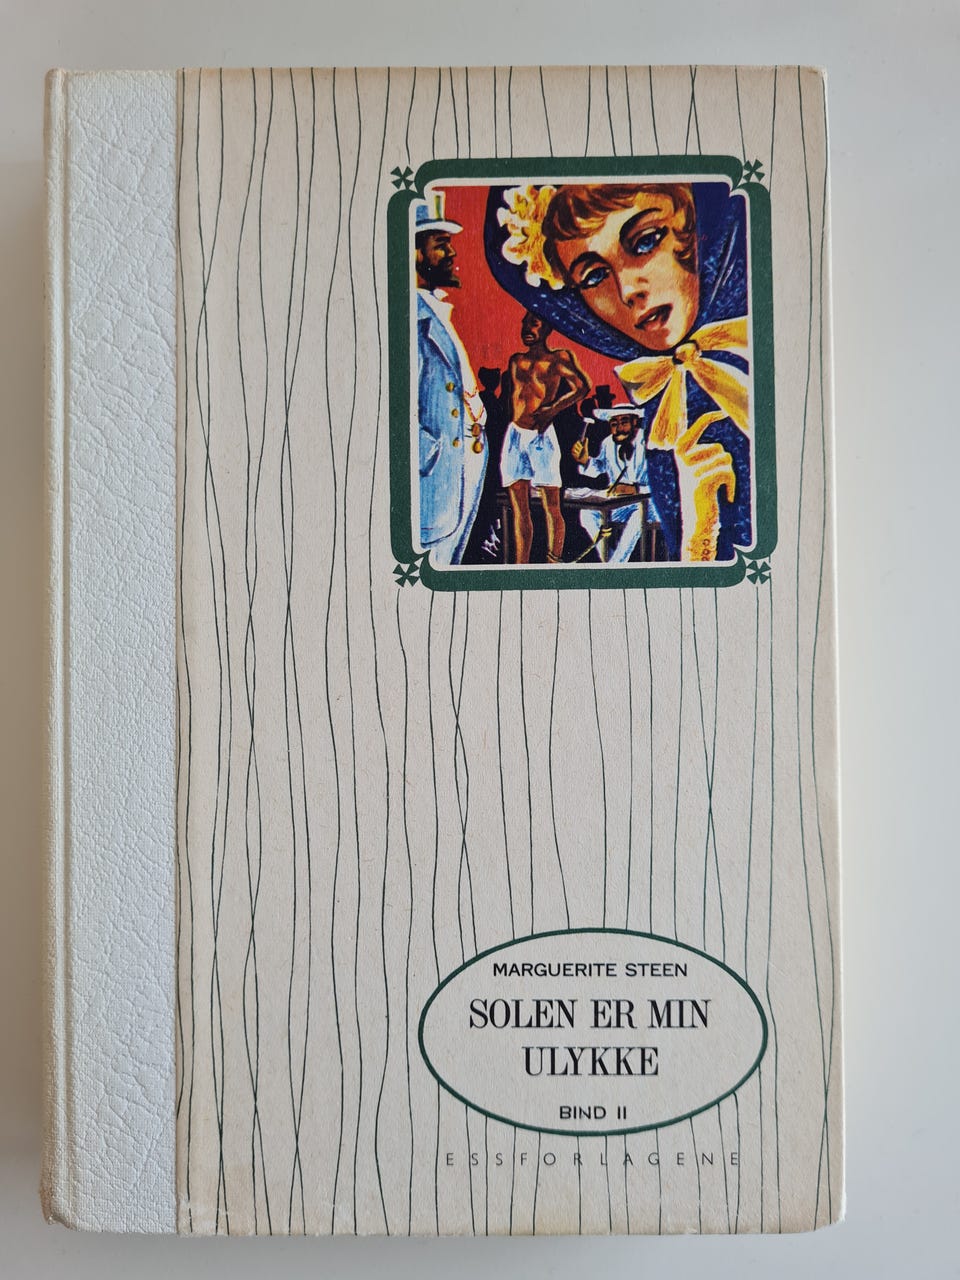 MARGUERITE STEEN
SOLEN ER MIN
ULYKKE
BIND II
ESSFORLAGENE